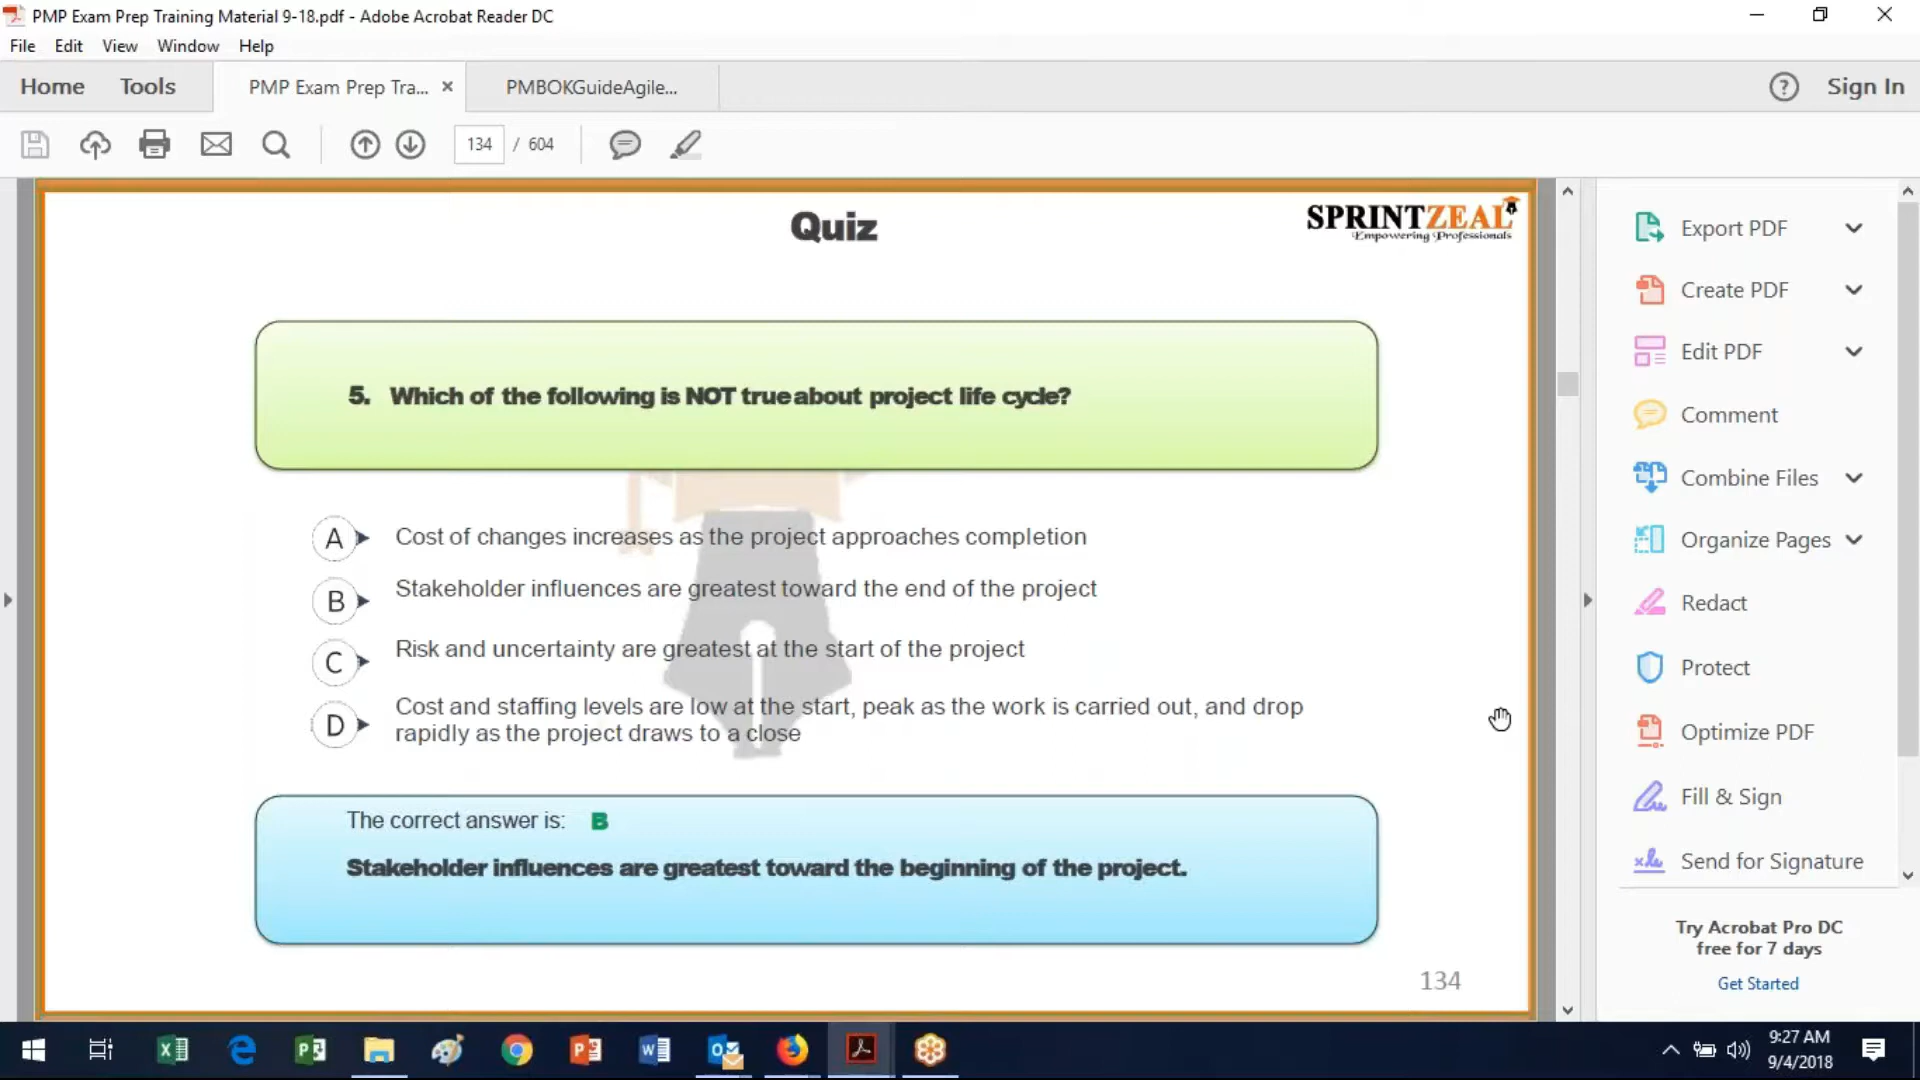 PMP Exam Prep Training Material 9-18.pdf - Adobe Acrobat Reader DC
File Edit View Window Help
Home Tools PMP Exam Prep Tra... × PMBOKGuideAgile... ? Sign In
134 / 604
Quiz
SPRINTZEAL
Empowering Professionals
5. Which of the following is NOT true about project life cycle?
A Cost of changes increases as the project approaches completion
B Stakeholder influences are greatest toward the end of the project
C Risk and uncertainty are greatest at the start of the project
D Cost and staffing levels are low at the start, peak as the work is carried out, and drop
rapidly as the project draws to a close
The correct answer is: B
Stakeholder influences are greatest toward the beginning of the project.
134
Export PDF
Create PDF
Edit PDF
Comment
Combine Files
Organize Pages
Redact
Protect
Optimize PDF
Fill & Sign
Send for Signature
Try Acrobat Pro DC
free for 7 days
Get Started
9:27 AM
9/4/2018